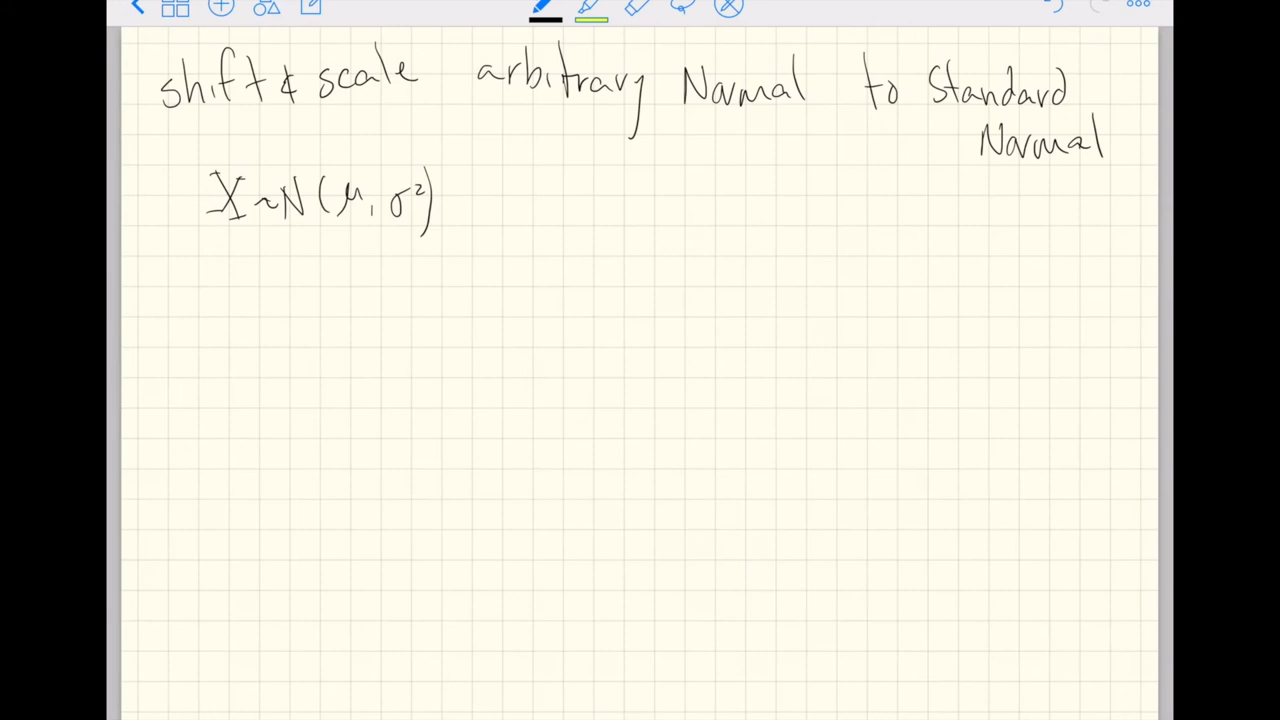 shift & scale arbitrary Normal to Standard
Normal
X ~ N(μ, σ²)